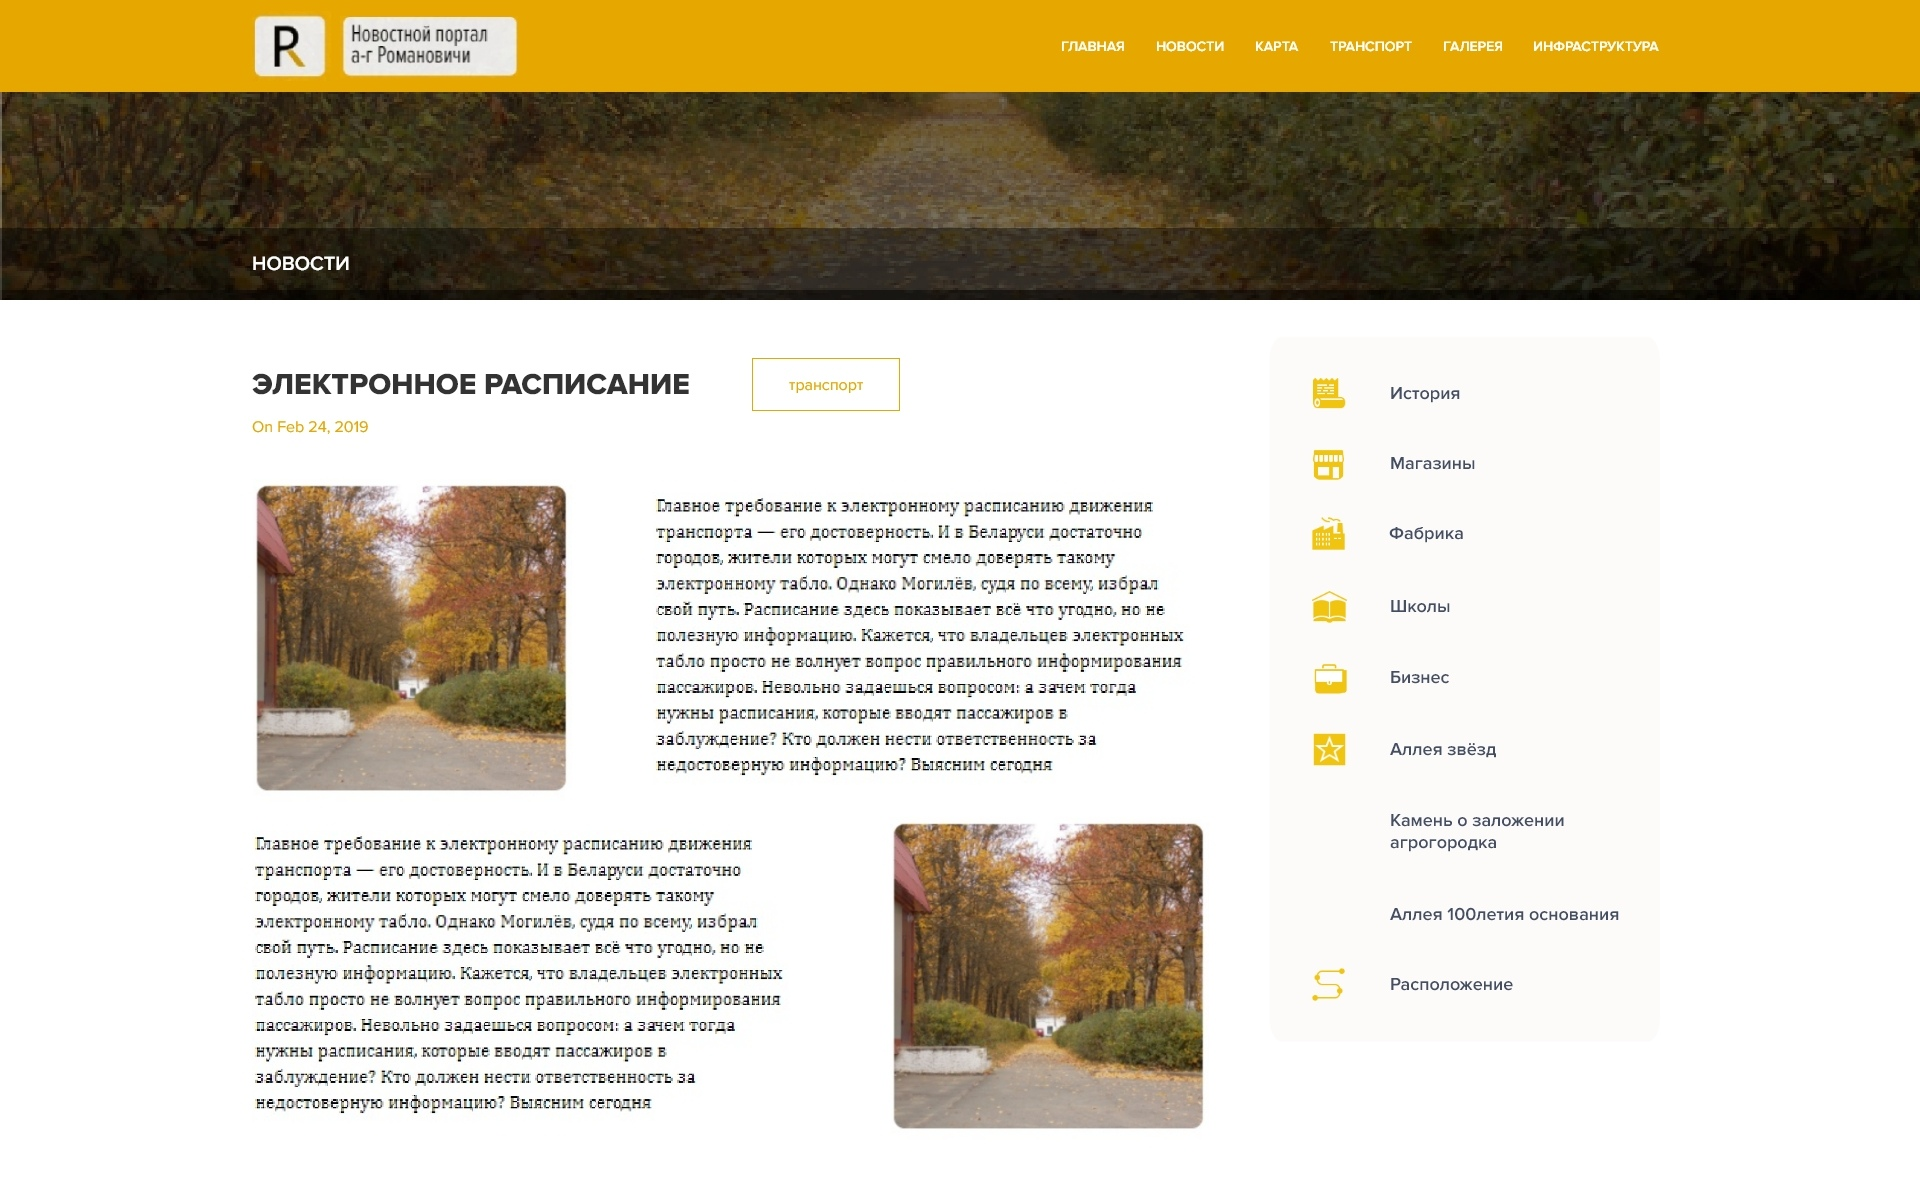 R
Новостной портал
а-г Романовичи
ГЛАВНАЯ НОВОСТИ КАРТА ТРАНСПОРТ ГАЛЕРЕЯ ИНФРАСТРУКТУРА
НОВОСТИ
ЭЛЕКТРОННОЕ РАСПИСАНИЕ
транспорт
On Feb 24, 2019
Главное требование к электронному расписанию движения
транспорта — его достоверность. И в Беларуси достаточно
городов, жители которых могут смело доверять такому
электронному табло. Однако Могилёв, судя по всему, избрал
свой путь. Расписание здесь показывает всё что угодно, но не
полезную информацию. Кажется, что владельцев электронных
табло просто не волнует вопрос правильного информирования
пассажиров. Невольно задаешься вопросом: а зачем тогда
нужны расписания, которые вводят пассажиров в
заблуждение? Кто должен нести ответственность за
недостоверную информацию? Выясним сегодня
Главное требование к электронному расписанию движения
транспорта — его достоверность. И в Беларуси достаточно
городов, жители которых могут смело доверять такому
электронному табло. Однако Могилёв, судя по всему, избрал
свой путь. Расписание здесь показывает всё что угодно, но не
полезную информацию. Кажется, что владельцев электронных
табло просто не волнует вопрос правильного информирования
пассажиров. Невольно задаешься вопросом: а зачем тогда
нужны расписания, которые вводят пассажиров в
заблуждение? Кто должен нести ответственность за
недостоверную информацию? Выясним сегодня
История
Магазины
Фабрика
Школы
Бизнес
Аллея звёзд
Камень о заложении
агрогородка
Аллея 100летия основания
Расположение